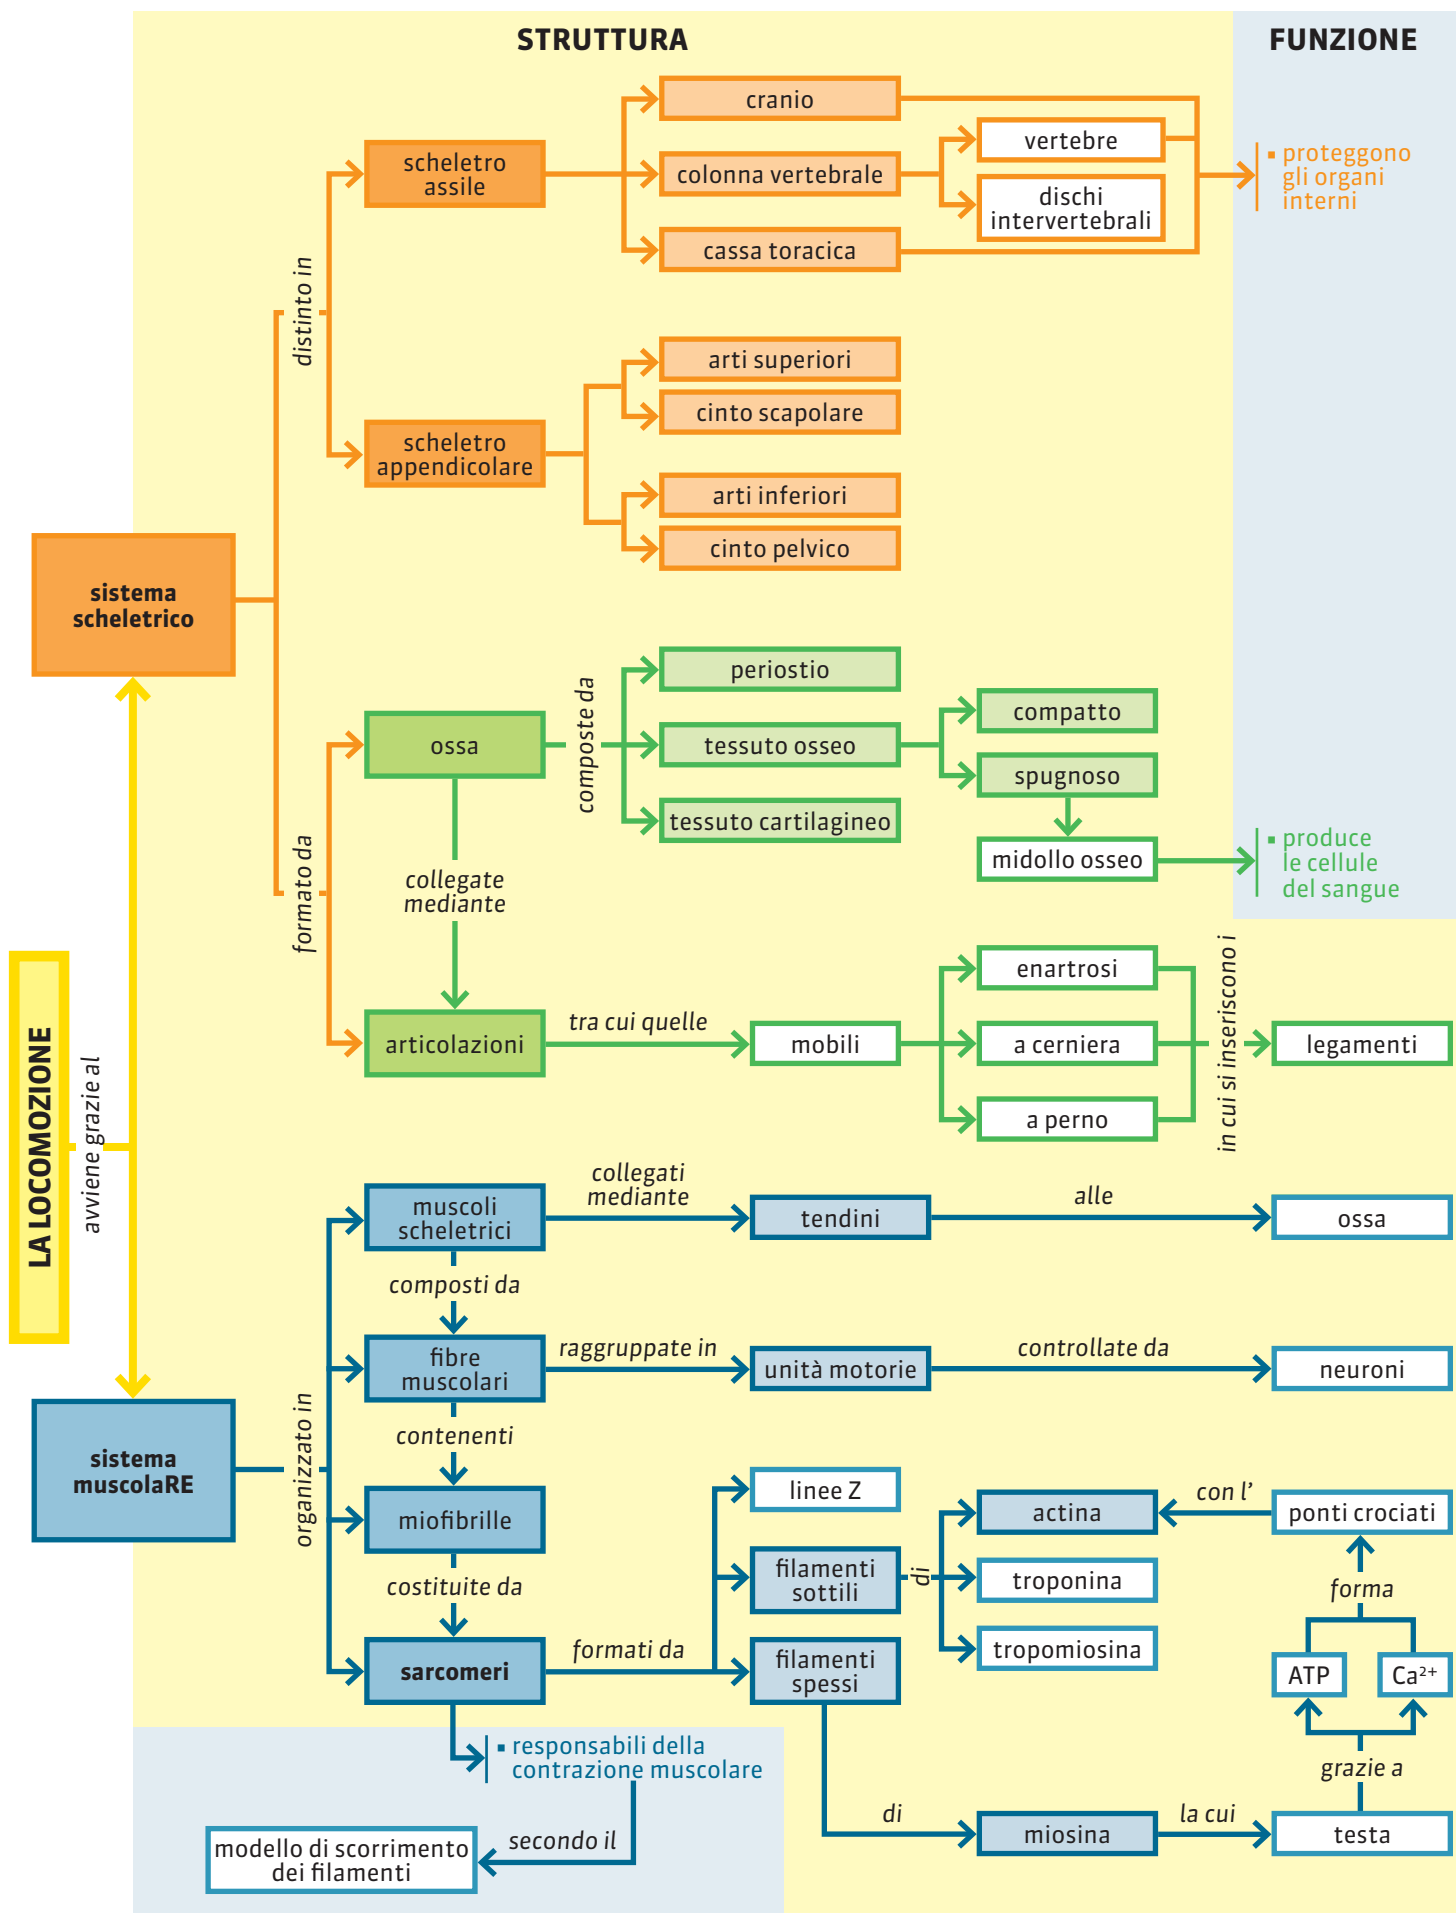 STRUTTURA
FUNZIONE
cranio
vertebre
scheletro
assile
colonna vertebrale
dischi
intervertebrali
cassa toracica
▪ proteggono
gli organi
interni
distinto in
arti superiori
cinto scapolare
scheletro
appendicolare
arti inferiori
cinto pelvico
sistema
scheletrico
periostio
composte da
ossa
tessuto osseo
compatto
spugnoso
tessuto cartilagineo
midollo osseo
▪ produce
le cellule
del sangue
formato da
collegate
mediante
enartrosi
articolazioni
tra cui quelle
mobili
a cerniera
in cui si inseriscono i
legamenti
a perno
LA LOCOMOZIONE
avviene grazie al
muscoli
scheletrici
collegati
mediante
tendini
alle
ossa
composti da
fibre
muscolari
raggruppate in
unità motorie
controllate da
neuroni
contenenti
sistema
muscolaRE
organizzato in
miofibrille
linee Z
actina
con l’
ponti crociati
costituite da
filamenti
sottili
di
troponina
forma
tropomiosina
sarcomeri
formati da
filamenti
spessi
ATP
Ca²⁺
▪ responsabili della
contrazione muscolare
grazie a
di
miosina
la cui
testa
secondo il
modello di scorrimento
dei filamenti